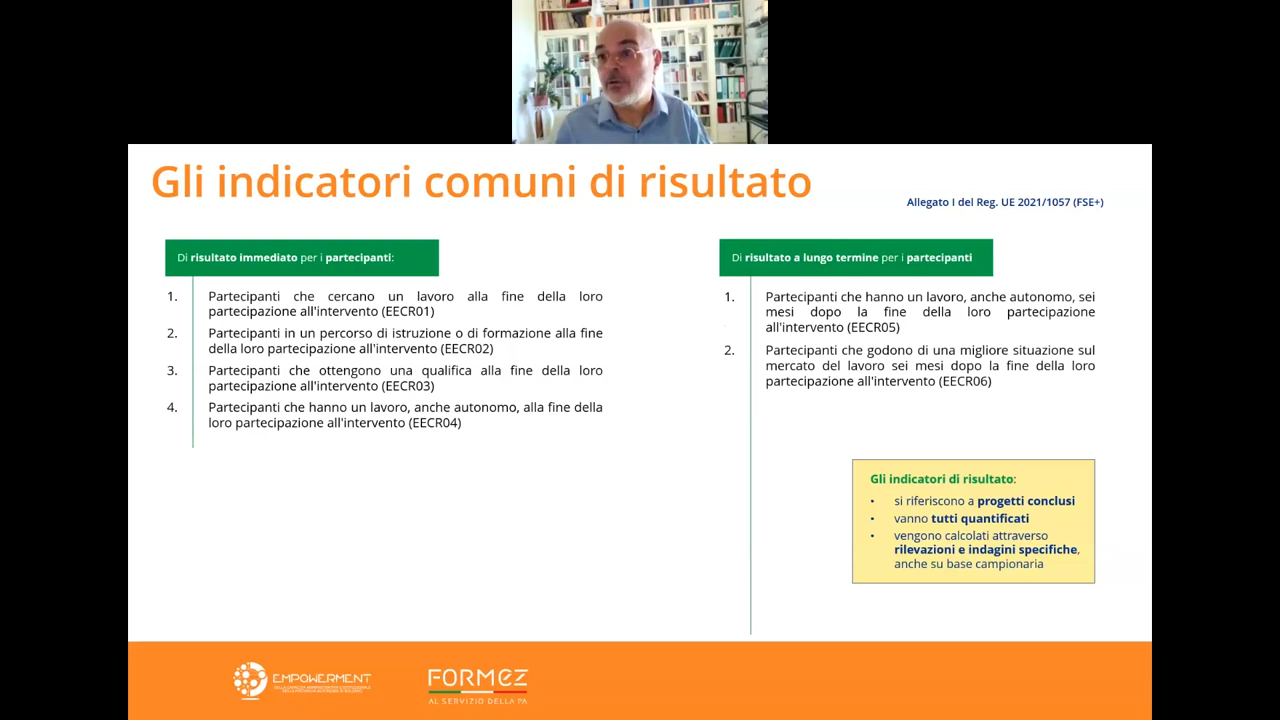 Gli indicatori comuni di risultato
Allegato I del Reg. UE 2021/1057 (FSE+)
Di risultato immediato per i partecipanti:
1. Partecipanti che cercano un lavoro alla fine della loro
partecipazione all'intervento (EECR01)
2. Partecipanti in un percorso di istruzione o di formazione alla fine
della loro partecipazione all'intervento (EECR02)
3. Partecipanti che ottengono una qualifica alla fine della loro
partecipazione all'intervento (EECR03)
4. Partecipanti che hanno un lavoro, anche autonomo, alla fine della
loro partecipazione all'intervento (EECR04)
Di risultato a lungo termine per i partecipanti
1. Partecipanti che hanno un lavoro, anche autonomo, sei
mesi dopo la fine della loro partecipazione
all'intervento (EECR05)
2. Partecipanti che godono di una migliore situazione sul
mercato del lavoro sei mesi dopo la fine della loro
partecipazione all'intervento (EECR06)
Gli indicatori di risultato:
• si riferiscono a progetti conclusi
• vanno tutti quantificati
• vengono calcolati attraverso
rilevazioni e indagini specifiche,
anche su base campionaria
EMPOWERMENT
FORMEZ
AL SERVIZIO DELLA PA